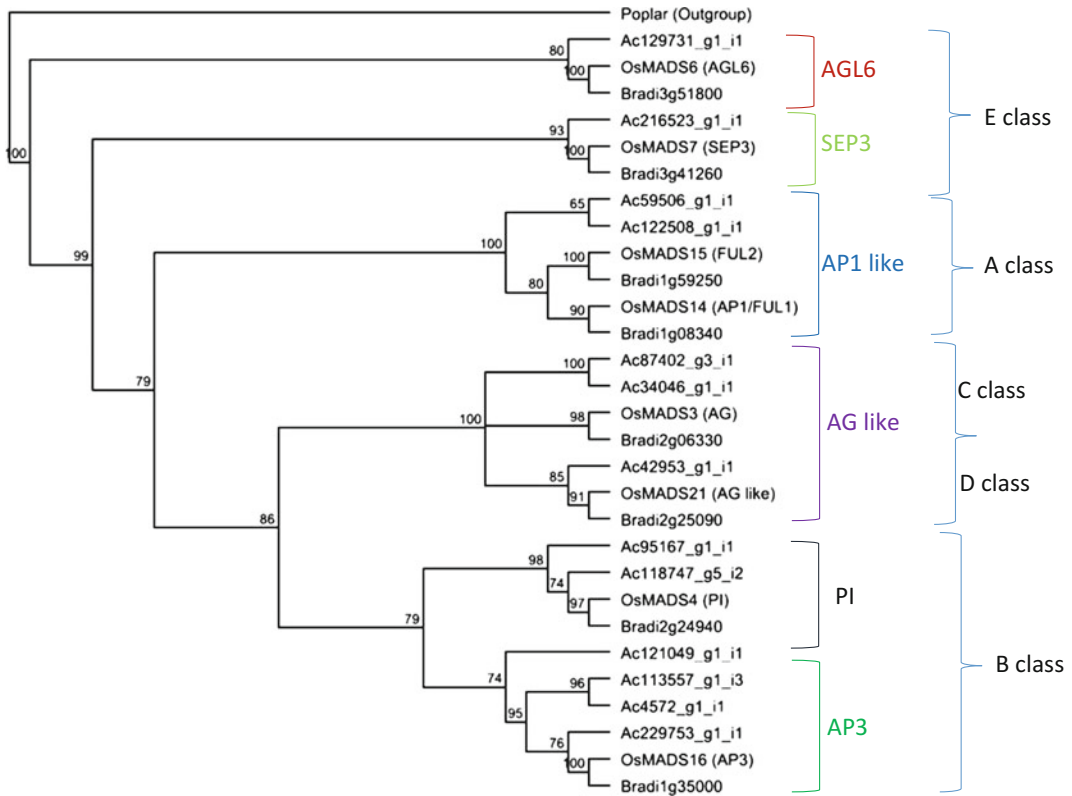 Poplar (Outgroup)
Ac129731_g1_i1
80
OsMADS6 (AGL6)
100
AGL6
Bradi3g51800
E class
Ac216523_g1_i1
93
OsMADS7 (SEP3)
100
SEP3
100
Bradi3g41260
Ac59506_g1_i1
65
Ac122508_g1_i1
100
99
OsMADS15 (FUL2)
100
AP1 like
A class
Bradi1g59250
80
OsMADS14 (AP1/FUL1)
90
Bradi1g08340
Ac87402_g3_i1
100
79
Ac34046_g1_i1
C class
OsMADS3 (AG)
98
100
AG like
Bradi2g06330
Ac42953_g1_i1
85
D class
OsMADS21 (AG like)
91
Bradi2g25090
86
Ac95167_g1_i1
98
Ac118747_g5_i2
74
OsMADS4 (PI)
97
PI
Bradi2g24940
79
Ac121049_g1_i1
B class
74
Ac113557_g1_i3
96
Ac4572_g1_i1
95
Ac229753_g1_i1
76
AP3
OsMADS16 (AP3)
100
Bradi1g35000